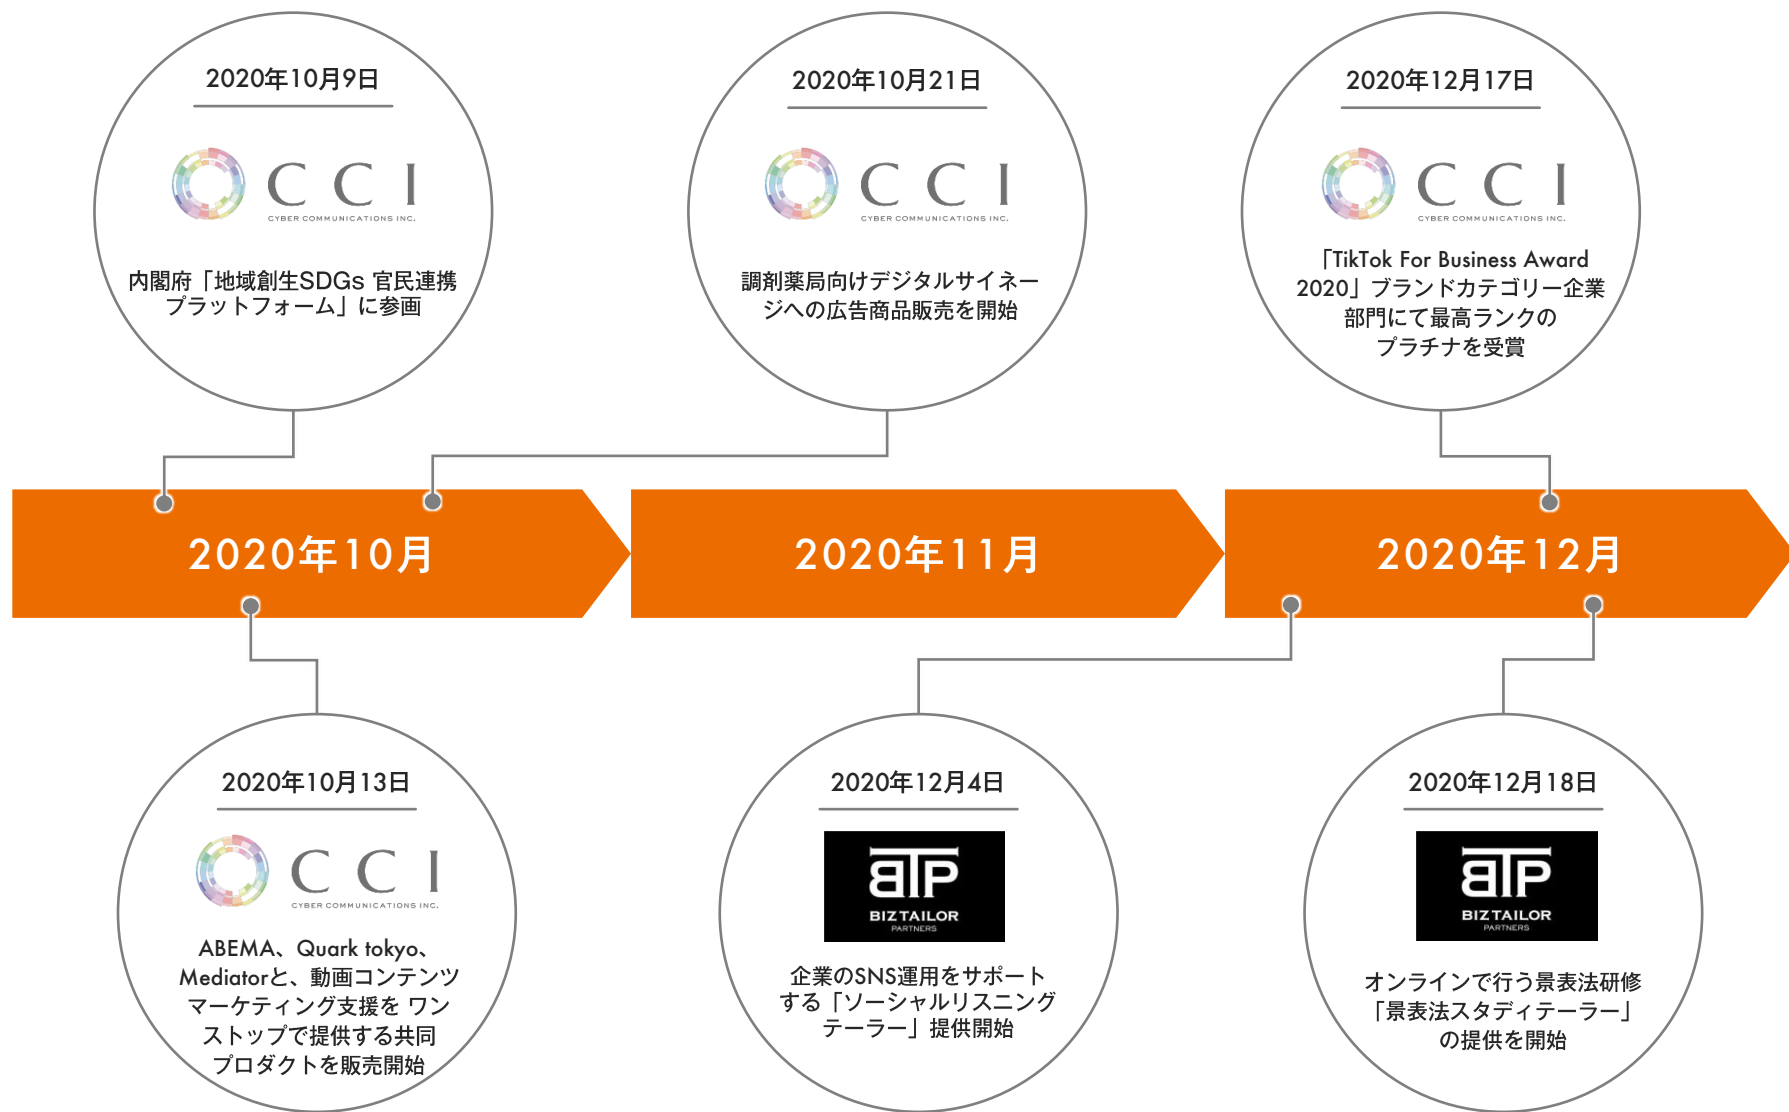 2020年10月9日
CCI
CYBER COMMUNICATIONS INC.
内閣府「地域創生SDGs 官民連携
プラットフォーム」に参画
2020年10月21日
CCI
CYBER COMMUNICATIONS INC.
調剤薬局向けデジタルサイネー
ジへの広告商品販売を開始
2020年12月17日
CCI
CYBER COMMUNICATIONS INC.
「TikTok For Business Award
2020」ブランドカテゴリー企業
部門にて最高ランクの
プラチナを受賞
2020年10月
2020年11月
2020年12月
2020年10月13日
CCI
CYBER COMMUNICATIONS INC.
ABEMA、Quark tokyo、
Mediatorと、動画コンテンツ
マーケティング支援を ワン
ストップで提供する共同
プロダクトを販売開始
2020年12月4日
BTP
BIZTAILOR
PARTNERS
企業のSNS運用をサポート
する「ソーシャルリスニング
テーラー」提供開始
2020年12月18日
BTP
BIZTAILOR
PARTNERS
オンラインで行う景表法研修
「景表法スタディテーラー」
の提供を開始